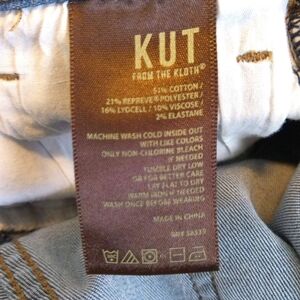 KUT
FROM THE KLOTH®
51% COTTON /
21% REPREVE® POLYESTER /
16% LYOCELL / 10% VISCOSE /
2% ELASTANE
MACHINE WASH COLD INSIDE OUT
WITH LIKE COLORS
ONLY NON-CHLORINE BLEACH
IF NEEDED
TUMBLE DRY LOW
OR FOR BETTER CARE
LAY FLAT TO DRY
WARM IRON IF NEEDED
WASH ONCE BEFORE WEARING
MADE IN CHINA